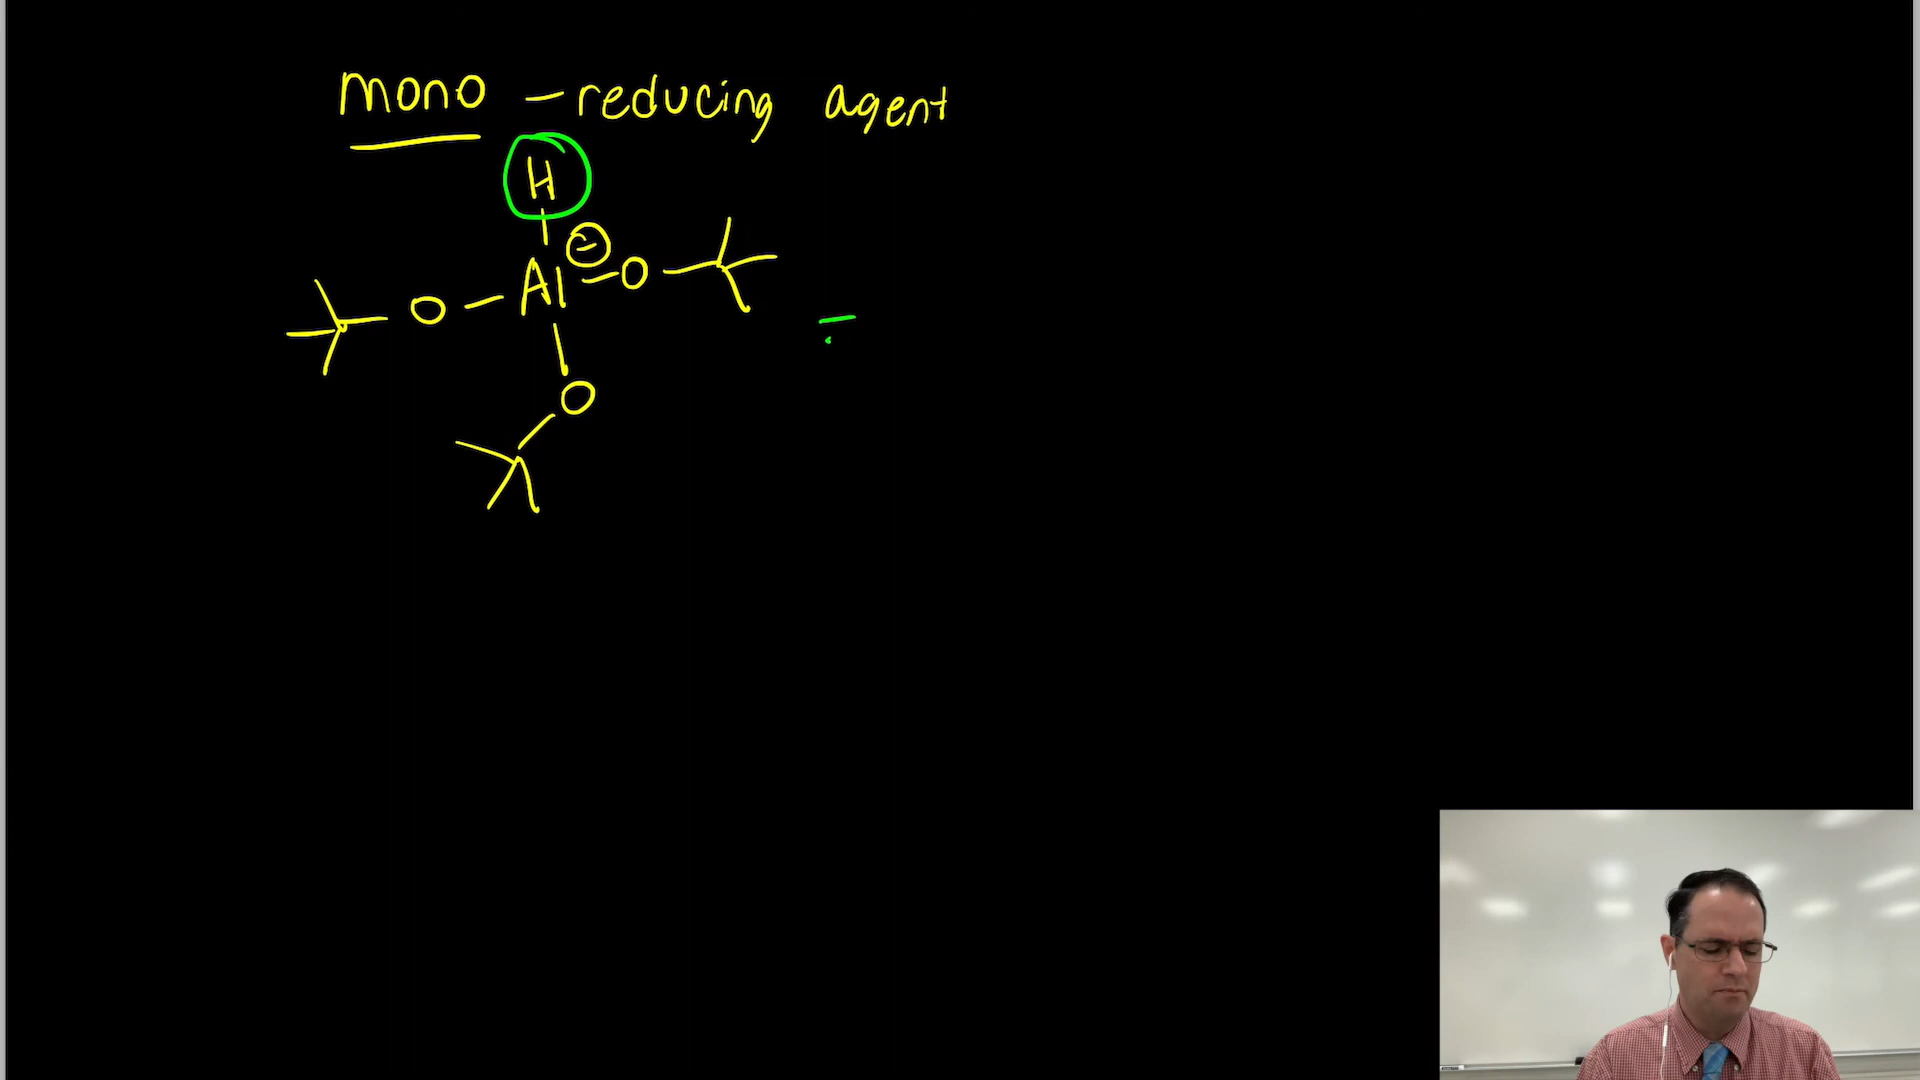 mono - reducing agent
H
Al ⊖ O
O
O